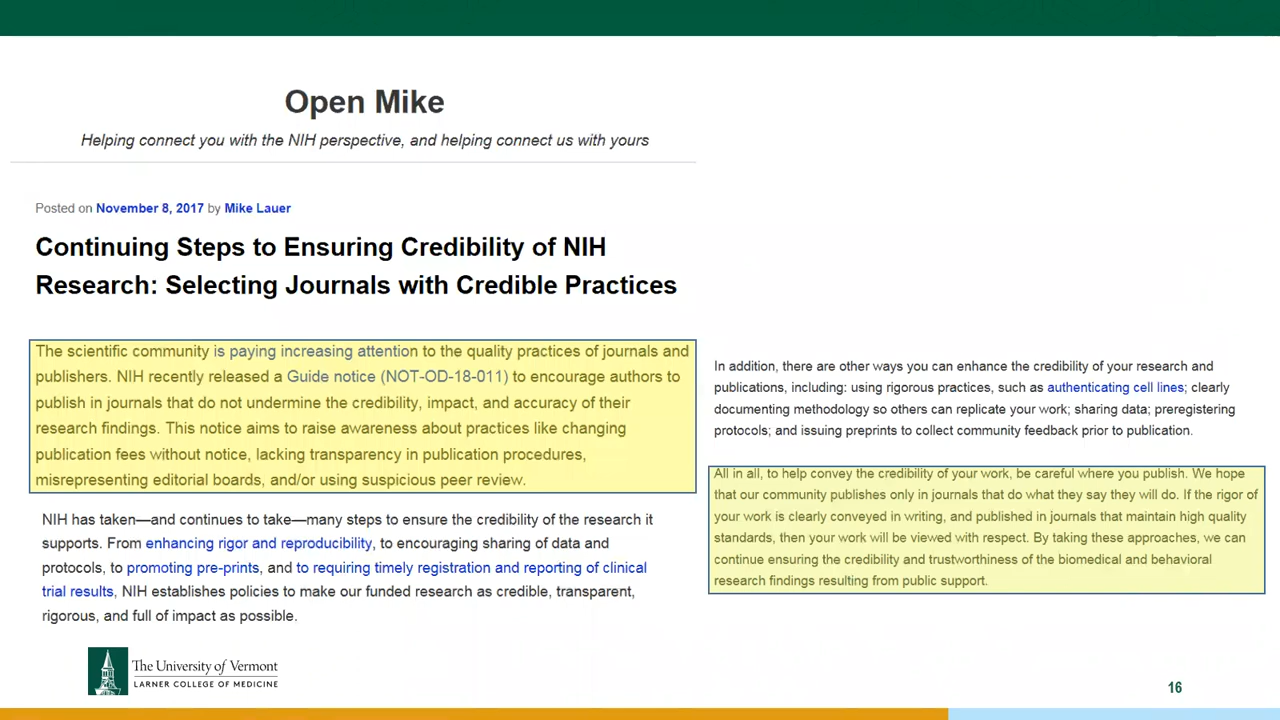 Open Mike
Helping connect you with the NIH perspective, and helping connect us with yours
Posted on November 8, 2017 by Mike Lauer
Continuing Steps to Ensuring Credibility of NIH
Research: Selecting Journals with Credible Practices
The scientific community is paying increasing attention to the quality practices of journals and
publishers. NIH recently released a Guide notice (NOT-OD-18-011) to encourage authors to
publish in journals that do not undermine the credibility, impact, and accuracy of their
research findings. This notice aims to raise awareness about practices like changing
publication fees without notice, lacking transparency in publication procedures,
misrepresenting editorial boards, and/or using suspicious peer review.
NIH has taken—and continues to take—many steps to ensure the credibility of the research it
supports. From enhancing rigor and reproducibility, to encouraging sharing of data and
protocols, to promoting pre-prints, and to requiring timely registration and reporting of clinical
trial results, NIH establishes policies to make our funded research as credible, transparent,
rigorous, and full of impact as possible.
In addition, there are other ways you can enhance the credibility of your research and
publications, including: using rigorous practices, such as authenticating cell lines; clearly
documenting methodology so others can replicate your work; sharing data; preregistering
protocols; and issuing preprints to collect community feedback prior to publication.
All in all, to help convey the credibility of your work, be careful where you publish. We hope
that our community publishes only in journals that do what they say they will do. If the rigor of
your work is clearly conveyed in writing, and published in journals that maintain high quality
standards, then your work will be viewed with respect. By taking these approaches, we can
continue ensuring the credibility and trustworthiness of the biomedical and behavioral
research findings resulting from public support.
The University of Vermont
LARNER COLLEGE OF MEDICINE
16